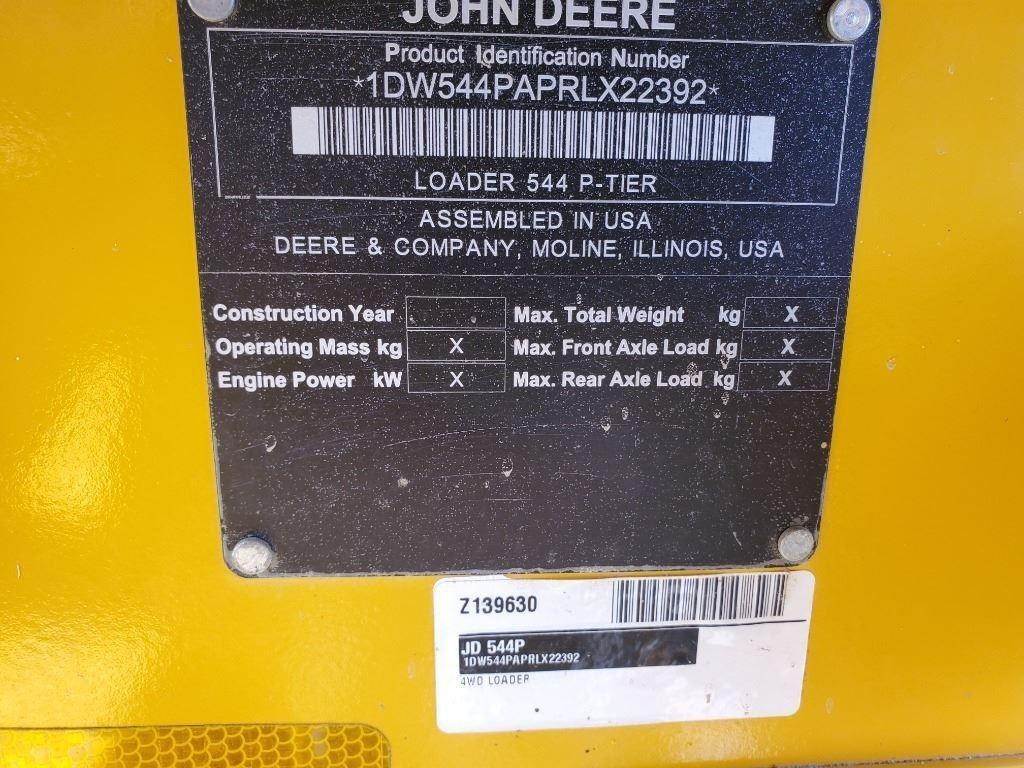 JOHN DEERE
Product Identification Number
*1DW544PAPRLX22392*
LOADER 544 P-TIER
ASSEMBLED IN USA
DEERE & COMPANY, MOLINE, ILLINOIS, USA
Construction Year Max. Total Weight kg X
Operating Mass kg X Max. Front Axle Load kg X
Engine Power kW X Max. Rear Axle Load kg X
Z139630
JD 544P
1DW544PAPRLX22392
4WD LOADER